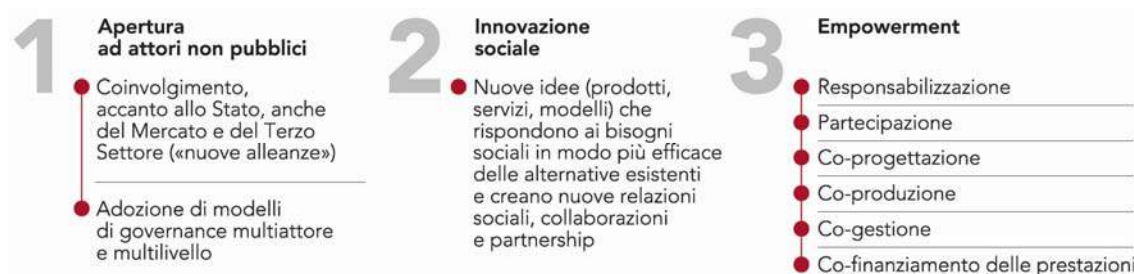 1
Apertura
ad attori non pubblici
Coinvolgimento,
accanto allo Stato, anche
del Mercato e del Terzo
Settore («nuove alleanze»)
Adozione di modelli
di governance multiattore
e multilivello
2
Innovazione
sociale
Nuove idee (prodotti,
servizi, modelli) che
rispondono ai bisogni
sociali in modo più efficace
delle alternative esistenti
e creano nuove relazioni
sociali, collaborazioni
e partnership
3
Empowerment
Responsabilizzazione
Partecipazione
Co-progettazione
Co-produzione
Co-gestione
Co-finanziamento delle prestazioni